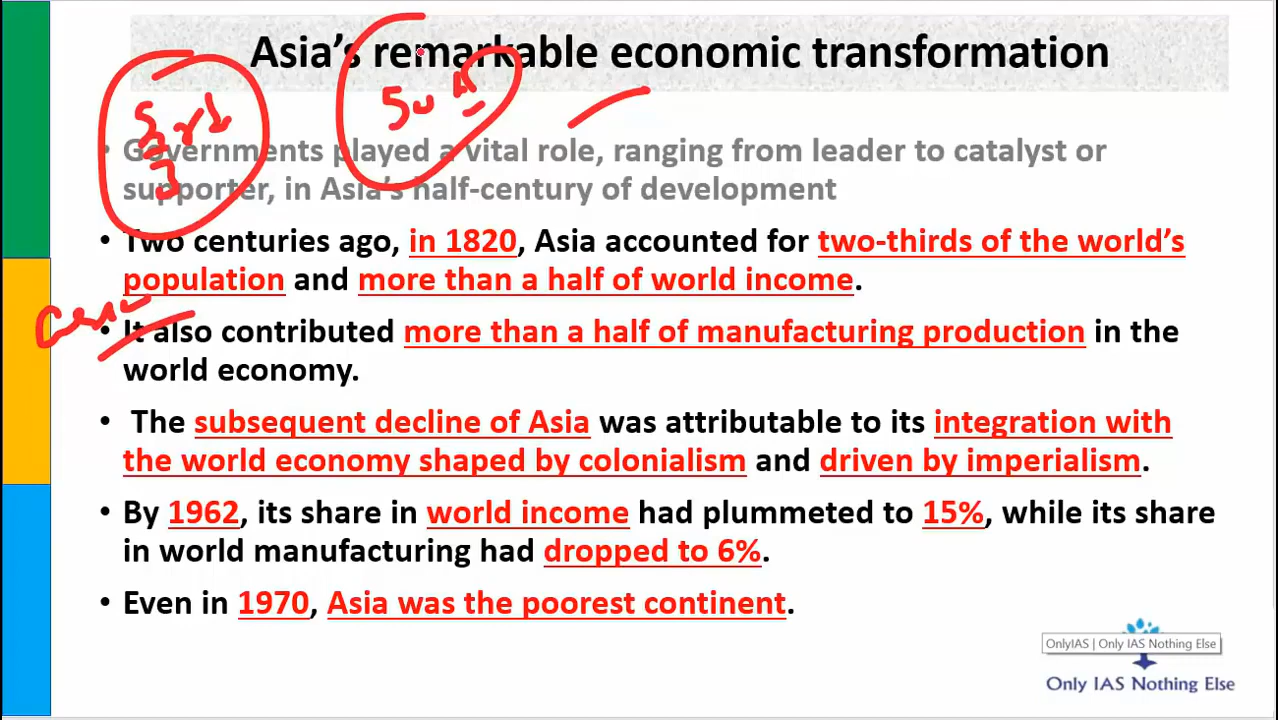 Asia’s remarkable economic transformation
• Governments played a vital role, ranging from leader to catalyst or
supporter, in Asia’s half-century of development
• Two centuries ago, in 1820, Asia accounted for two-thirds of the world’s
population and more than a half of world income.
• It also contributed more than a half of manufacturing production in the
world economy.
• The subsequent decline of Asia was attributable to its integration with
the world economy shaped by colonialism and driven by imperialism.
• By 1962, its share in world income had plummeted to 15%, while its share
in world manufacturing had dropped to 6%.
• Even in 1970, Asia was the poorest continent.
OnlyIAS | Only IAS Nothing Else
Only IAS Nothing Else